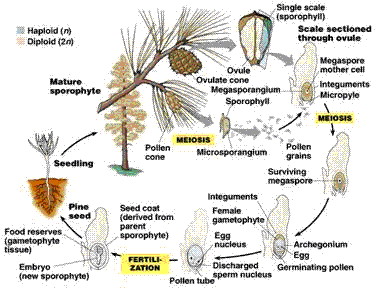 Haploid (n)
Diploid (2n)
Single scale
(sporophyll)
Scale sectioned
through ovule
Mature
sporophyte
Ovule
Ovulate cone
Megasporangium
Sporophyll
Megaspore
mother cell
Integuments
Micropyle
MEIOSIS
MEIOSIS
Pollen
cone
Microsporangium
Pollen
grains
Surviving
megaspore
Seedling
Pine
seed
Seed coat
(derived from
parent
sporophyte)
Food reserves
(gametophyte
tissue)
Embryo
(new sporophyte)
FERTILI-
ZATION
Integuments
Female
gametophyte
Egg
nucleus
Discharged
sperm nucleus
Pollen tube
Archegonium
Egg
Germinating pollen